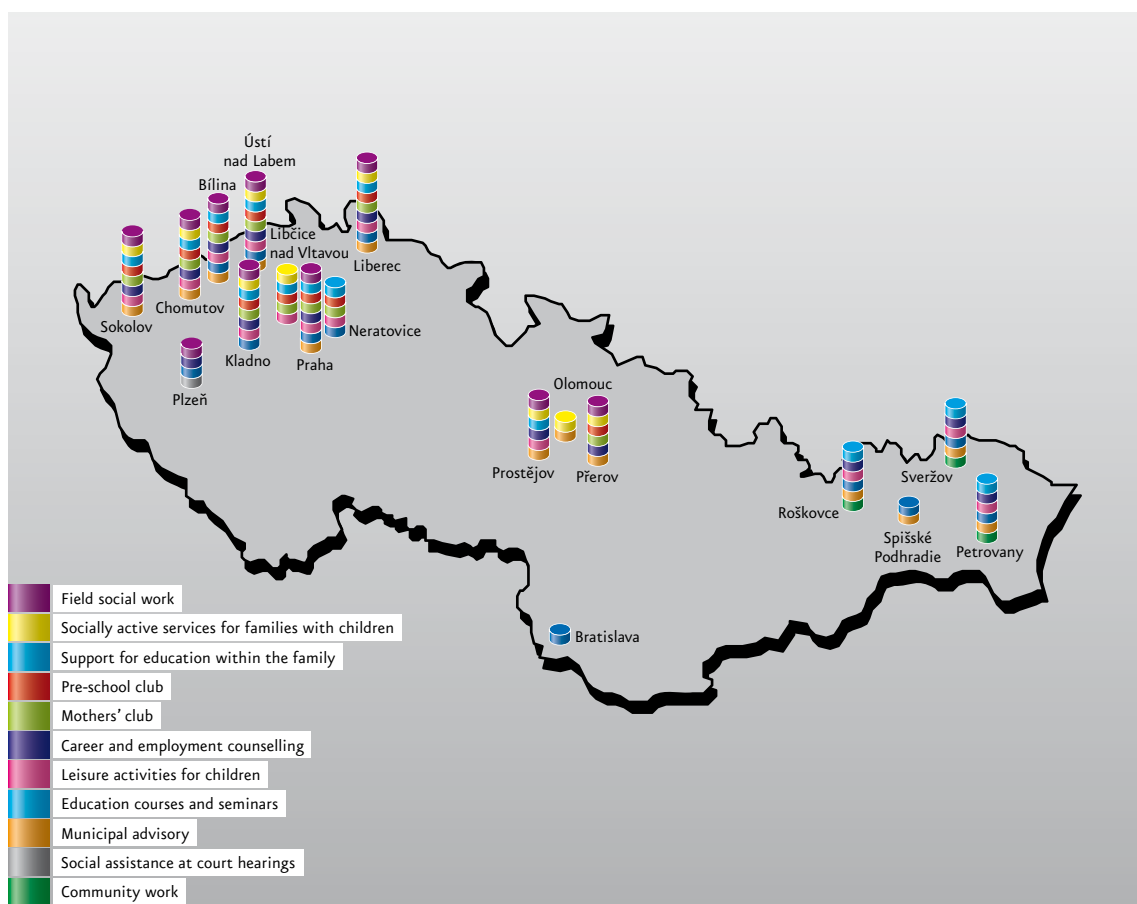 Ústí
nad Labem
Bílina
Libčice
nad Vltavou
Liberec
Chomutov
Sokolov
Neratovice
Kladno
Praha
Plzeň
Olomouc
Prostějov
Přerov
Sveržov
Roškovce
Spišské
Podhradie
Petrovany
Bratislava
Field social work
Socially active services for families with children
Support for education within the family
Pre-school club
Mothers' club
Career and employment counselling
Leisure activities for children
Education courses and seminars
Municipal advisory
Social assistance at court hearings
Community work